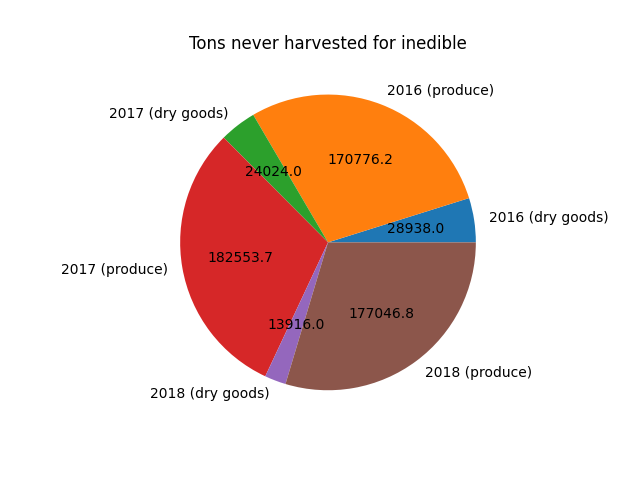 Tons never harvested for inedible
2016 (produce)
2017 (dry goods)
170776.2
24024.0
2016 (dry goods)
28938.0
182553.7
2017 (produce)
177046.8
13916.0
2018 (produce)
2018 (dry goods)